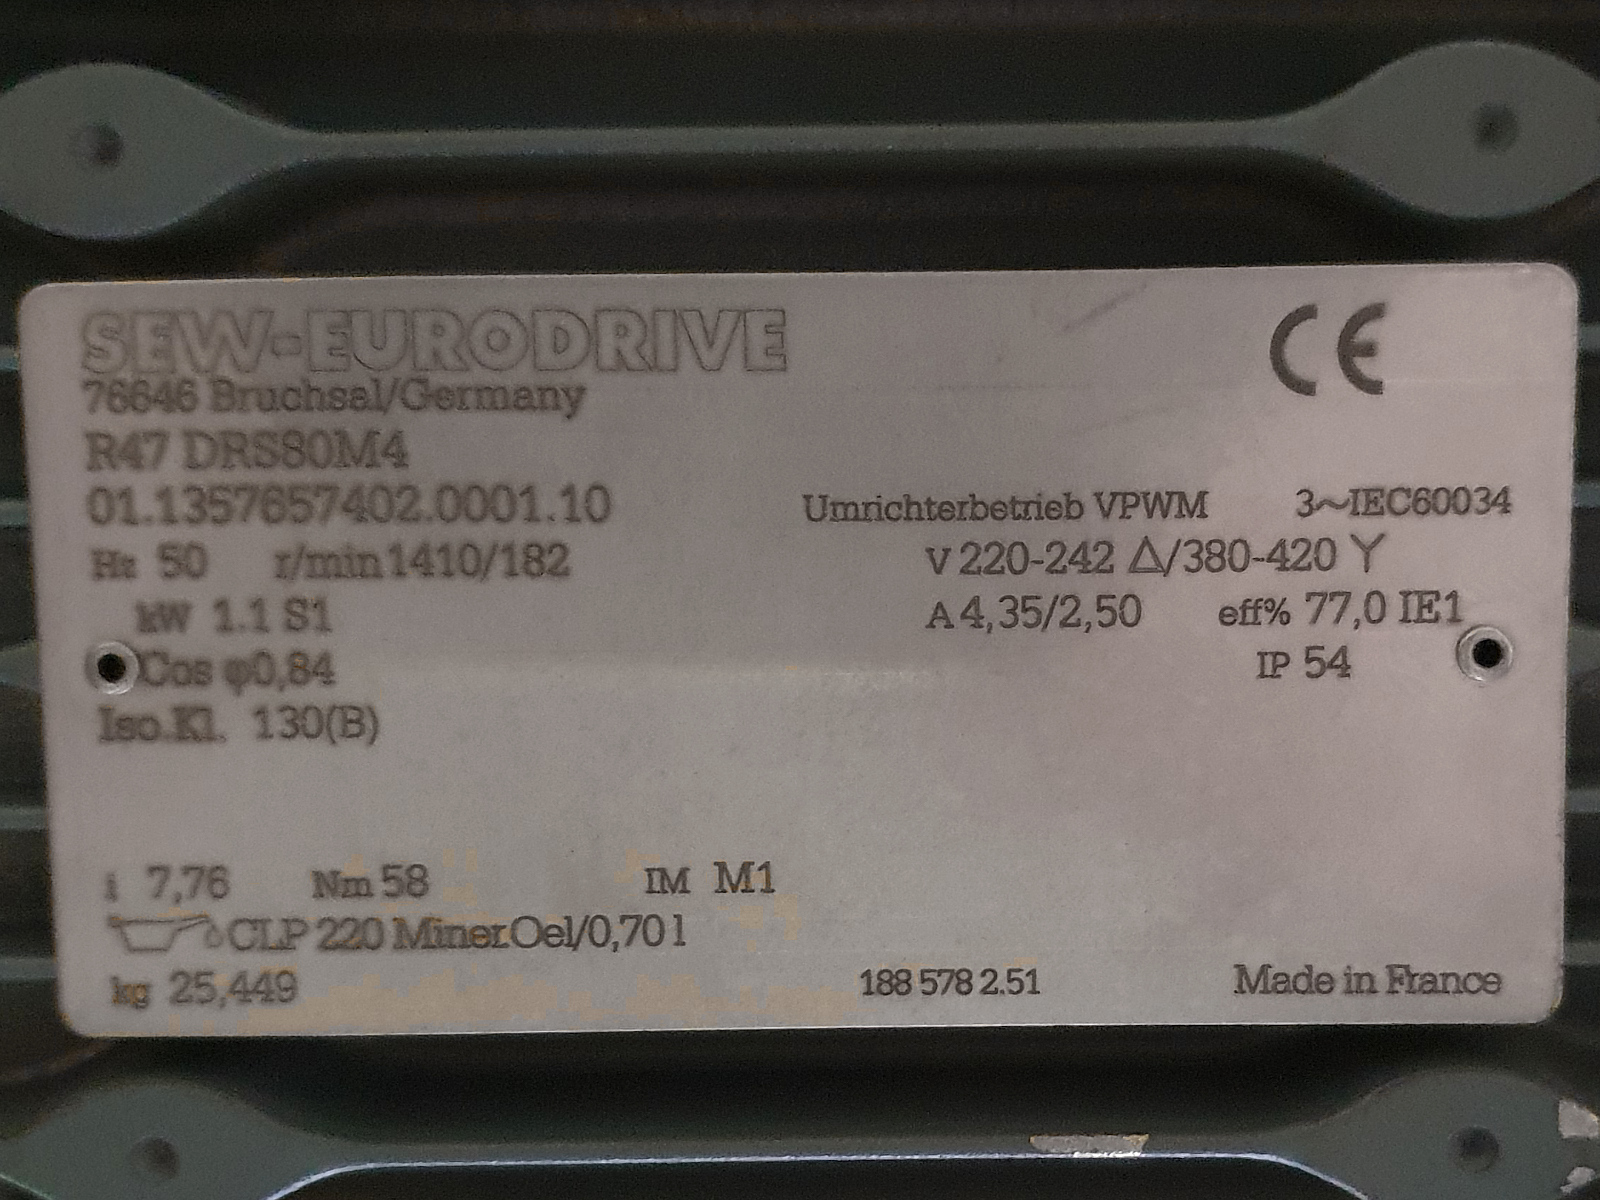 SEW-EURODRIVE CE
76646 Bruchsal/Germany
R47 DRS80M4
01.1357657402.0001.10 Umrichterbetrieb VPWM 3~IEC60034
Hz 50 r/min 1410/182 V 220-242 Δ/380-420 Y
kW 1.1 S1 A 4,35/2,50 eff% 77,0 IE1
Cos φ 0,84 IP 54
Iso.Kl. 130(B)
i 7,76 Nm 58 IM M1
CLP 220 Miner.Oel/0,70 l
kg 25,449 188 578 2.51 Made in France